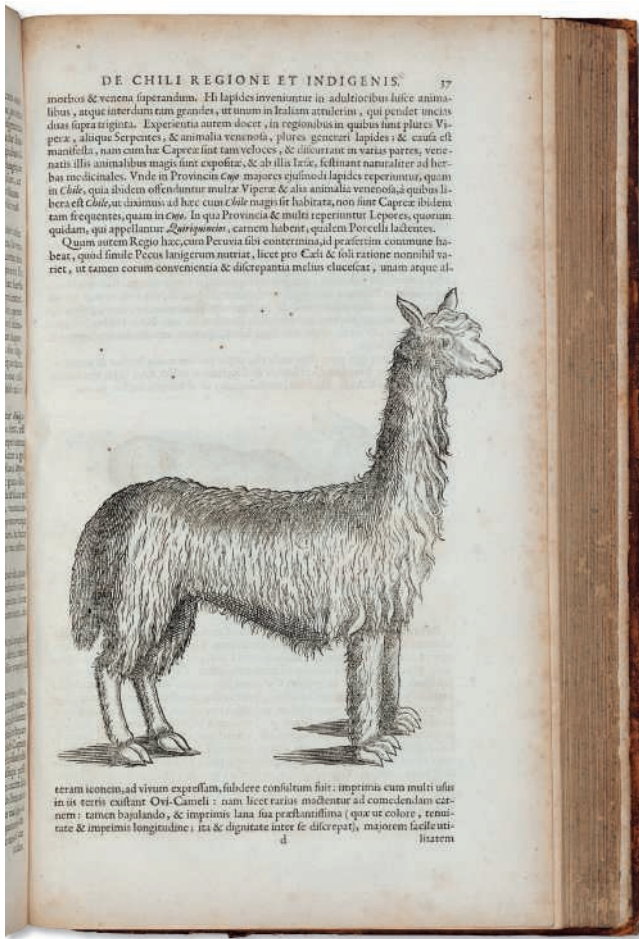 DE CHILI REGIONE ET INDIGENIS. 37
morbos & venena superandum. Hi lapides inveniuntur in adultioribus hisce anima-
libus, atque interdum tam grandes, ut unum in Italiam attulerim, qui pendet uncias
duas supra triginta. Experientia autem docet, in regionibus in quibus sunt plures Vi-
peræ, aliique Serpentes, & animalia venenosa, plures generari lapides: & causa est
manifesta, nam cum hæ Capreæ sint tam veloces, & discurrant in varias partes, vene-
natis illis animalibus magis sunt expositæ, & ab illis læsæ, festinant naturaliter ad her-
bas medicinales. Vnde in Provincia Cujo majores ejusmodi lapides reperiuntur, quam
in Chile, quia ibidem offenduntur multæ Viperæ & alia animalia venenosa, à quibus li-
bera est Chile, ut diximus: ad hæc cum Chile magis sit habitata, non sunt Capreæ ibidem
tam frequentes, quam in Cujo. In qua Provincia & multi reperiuntur Lepores, quorum
quidam, qui appellantur Quiriquincios, carnem habent, qualem Porcelli lactentes.
Quum autem Regio hæc, cum Peruvia sibi contermina, id præsertim commune ha-
beat, quod simile Pecus lanigerum nutriat, licet pro Cæli & soli ratione nonnihil va-
riet, ut tamen eorum convenientia & discrepantia melius elucescat, unam atque al-
teram iconem, ad vivum expressam, subdere consultum fuit: imprimis cum multi usus
in iis terris existant Ovi-Cameli: nam licet rarius mactentur ad comedendam car-
nem: tamen bajulando, & imprimis lana sua præstantissima (quæ ut colore, tenui-
tate & imprimis longitudine; ita & dignitate inter se discrepat), majorem facile uti-
d litatem